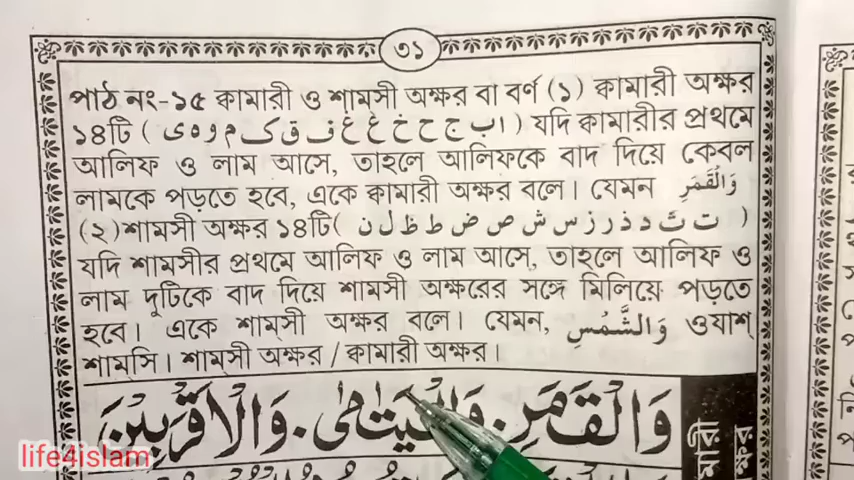 ৩১
পাঠ নং-১৫ কামারী ও শামসী অক্ষর বা বর্ণ (১) কামারী অক্ষর
১৪টি ( ا ب ج ح خ ع غ ف ق ک م و ه ی ) যদি কামারীর প্রথমে
আলিফ ও লাম আসে, তাহলে আলিফকে বাদ দিয়ে কেবল
লামকে পড়তে হবে, একে কামারী অক্ষর বলে। যেমন وَالْقَمَرِ
(২)শামসী অক্ষর ১৪টি( ت ث د ذ ر ز س ش ص ض ط ظ ل ن )
যদি শামসীর প্রথমে আলিফ ও লাম আসে, তাহলে আলিফ ও
লাম দুটিকে বাদ দিয়ে শামসী অক্ষরের সঙ্গে মিলিয়ে পড়তে
হবে। একে শাম্‌সী অক্ষর বলে। যেমন, وَالشَّمْسِ ওয়াশ্
শাম্‌সি। শাম্‌সী অক্ষর / কামারী অক্ষর।
وَالْقَمَرِ۔ وَالْيَتٰمٰى۔ وَالْاَقْرَبِيْنَ
life4islam